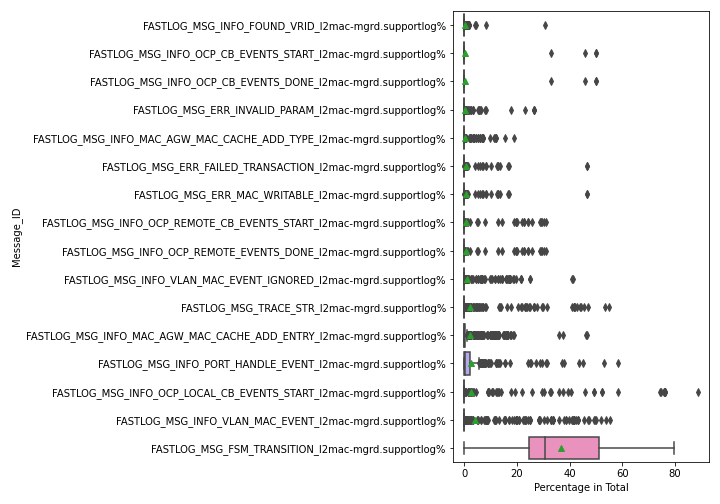 FASTLOG_MSG_INFO_FOUND_VRID_l2mac-mgrd.supportlog%
FASTLOG_MSG_INFO_OCP_CB_EVENTS_START_l2mac-mgrd.supportlog%
FASTLOG_MSG_INFO_OCP_CB_EVENTS_DONE_l2mac-mgrd.supportlog%
FASTLOG_MSG_ERR_INVALID_PARAM_l2mac-mgrd.supportlog%
FASTLOG_MSG_INFO_MAC_AGW_MAC_CACHE_ADD_TYPE_l2mac-mgrd.supportlog%
FASTLOG_MSG_ERR_FAILED_TRANSACTION_l2mac-mgrd.supportlog%
FASTLOG_MSG_ERR_MAC_WRITABLE_l2mac-mgrd.supportlog%
FASTLOG_MSG_INFO_OCP_REMOTE_CB_EVENTS_START_l2mac-mgrd.supportlog%
FASTLOG_MSG_INFO_OCP_REMOTE_EVENTS_DONE_l2mac-mgrd.supportlog%
FASTLOG_MSG_INFO_VLAN_MAC_EVENT_IGNORED_l2mac-mgrd.supportlog%
FASTLOG_MSG_TRACE_STR_l2mac-mgrd.supportlog%
FASTLOG_MSG_INFO_MAC_AGW_MAC_CACHE_ADD_ENTRY_l2mac-mgrd.supportlog%
FASTLOG_MSG_INFO_PORT_HANDLE_EVENT_l2mac-mgrd.supportlog%
FASTLOG_MSG_INFO_OCP_LOCAL_CB_EVENTS_START_l2mac-mgrd.supportlog%
FASTLOG_MSG_INFO_VLAN_MAC_EVENT_l2mac-mgrd.supportlog%
FASTLOG_MSG_FSM_TRANSITION_l2mac-mgrd.supportlog%
Message_ID
0 20 40 60 80
Percentage in Total